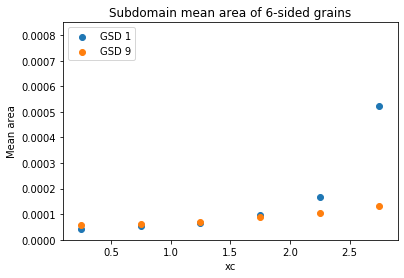 Subdomain mean area of 6-sided grains
GSD 1
GSD 9
Mean area
0.0008
0.0007
0.0006
0.0005
0.0004
0.0003
0.0002
0.0001
0.0000
0.5
1.0
1.5
2.0
2.5
xc